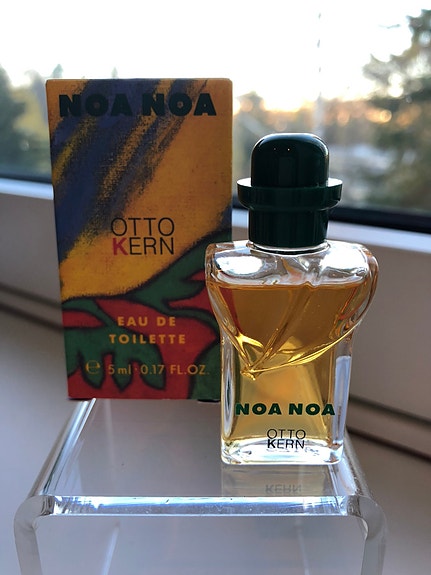 NOA NOA
OTTO
KERN
EAU DE
TOILETTE
℮ 5 ml · 0.17 FL.OZ.
NOA NOA
OTTO
KERN